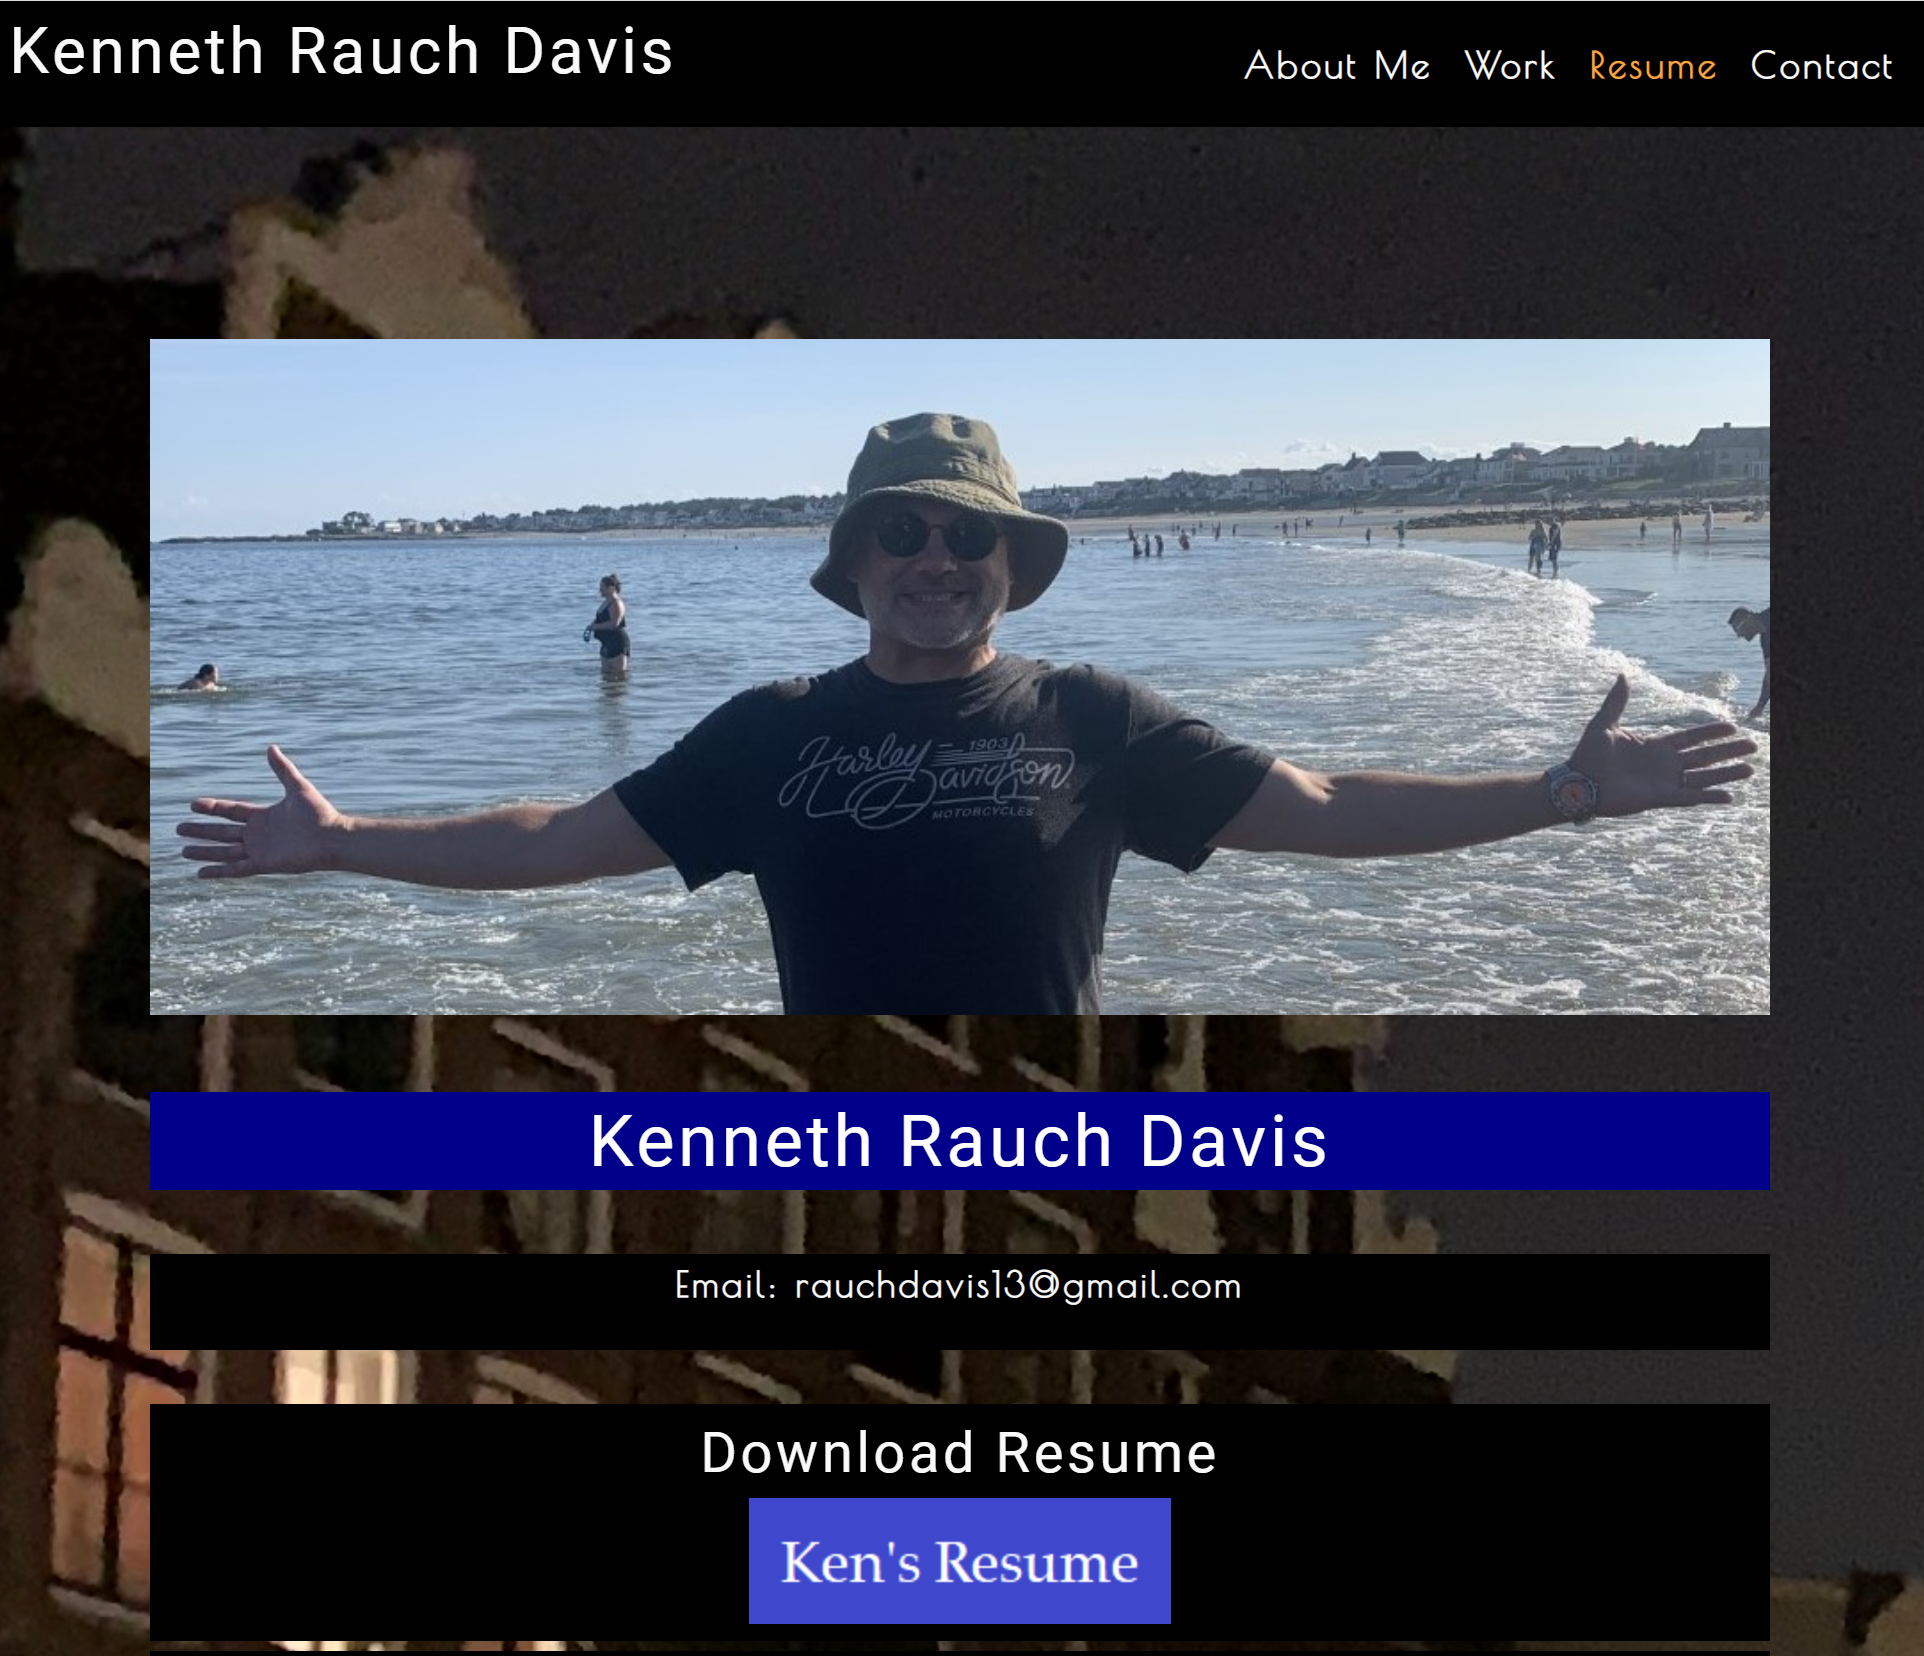 Kenneth Rauch Davis
About Me Work Resume Contact
Harley
1903
Davidson
MOTORCYCLES
Kenneth Rauch Davis
Email: rauchdavis13@gmail.com
Download Resume
Ken's Resume